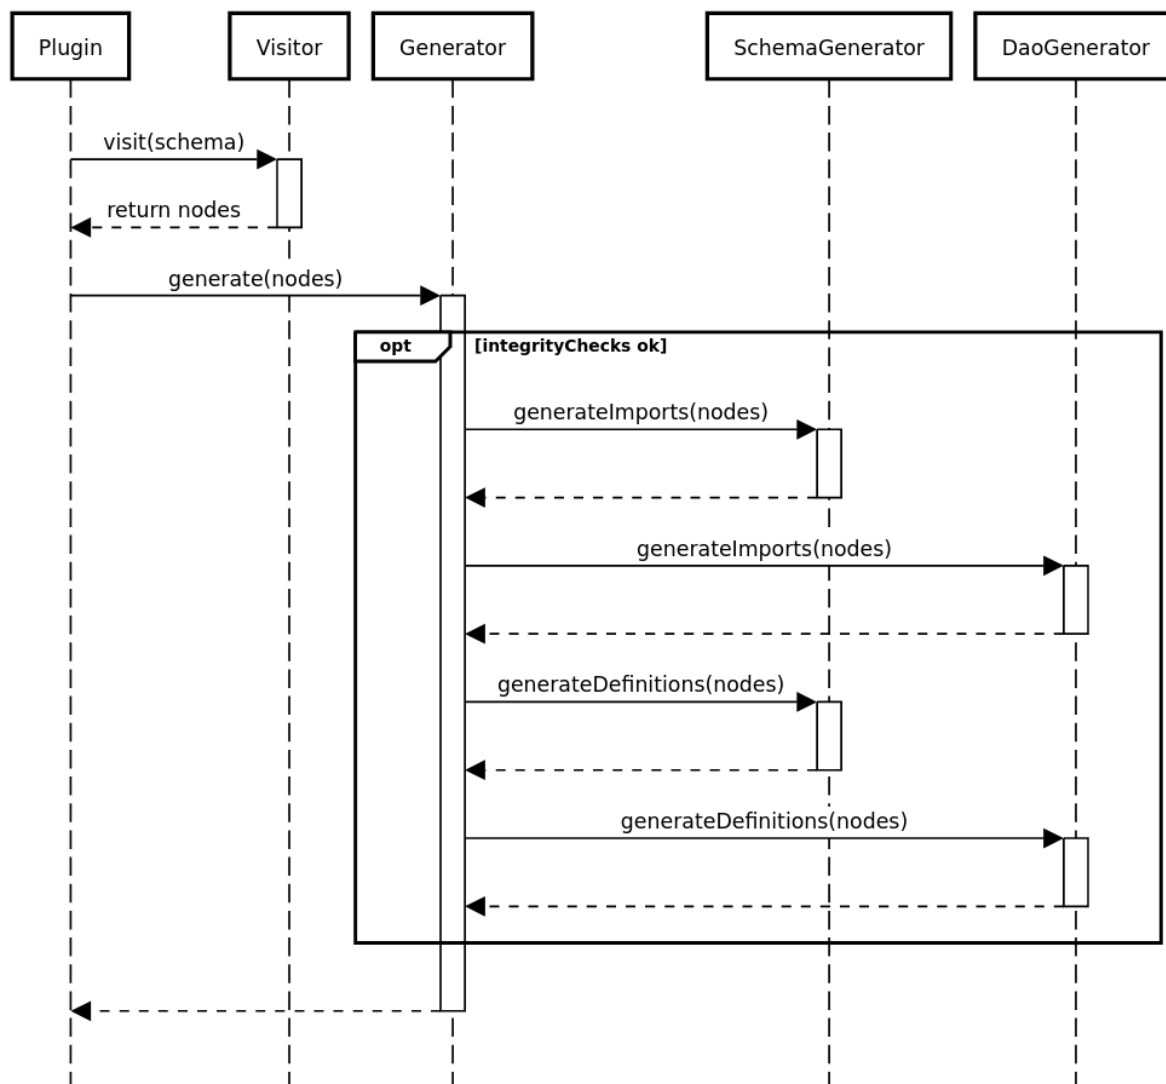 Plugin
Visitor
Generator
SchemaGenerator
DaoGenerator
visit(schema)
return nodes
generate(nodes)
opt
[integrityChecks ok]
generateImports(nodes)
generateImports(nodes)
generateDefinitions(nodes)
generateDefinitions(nodes)